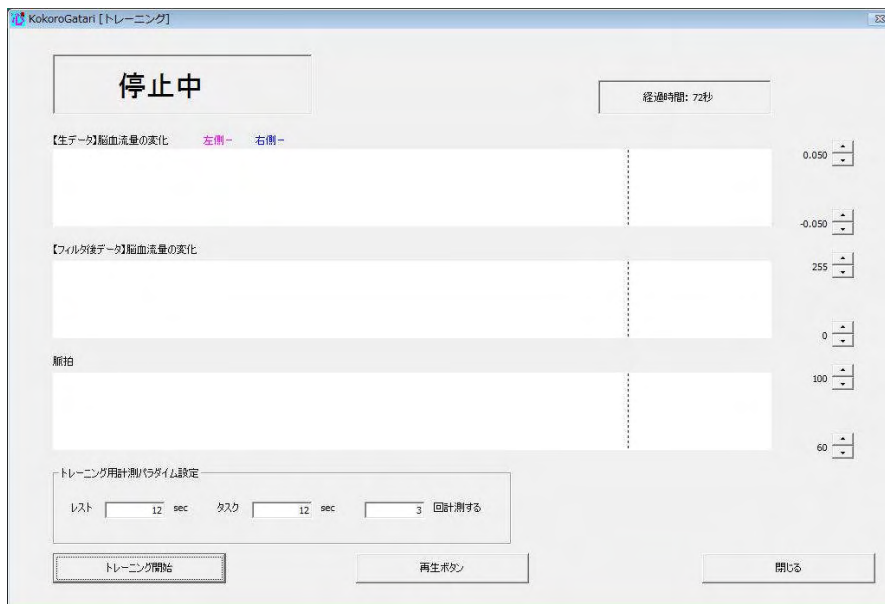 KokoroGatari [トレーニング]
停止中
経過時間: 72秒
【生データ】脳血流量の変化 左側－ 右側－
0.050
-0.050
【フィルタ後データ】脳血流量の変化
255
0
脈拍
100
60
トレーニング用計測パラダイム設定
レスト 12 sec タスク 12 sec 3 回計測する
トレーニング開始 再生ボタン 閉じる